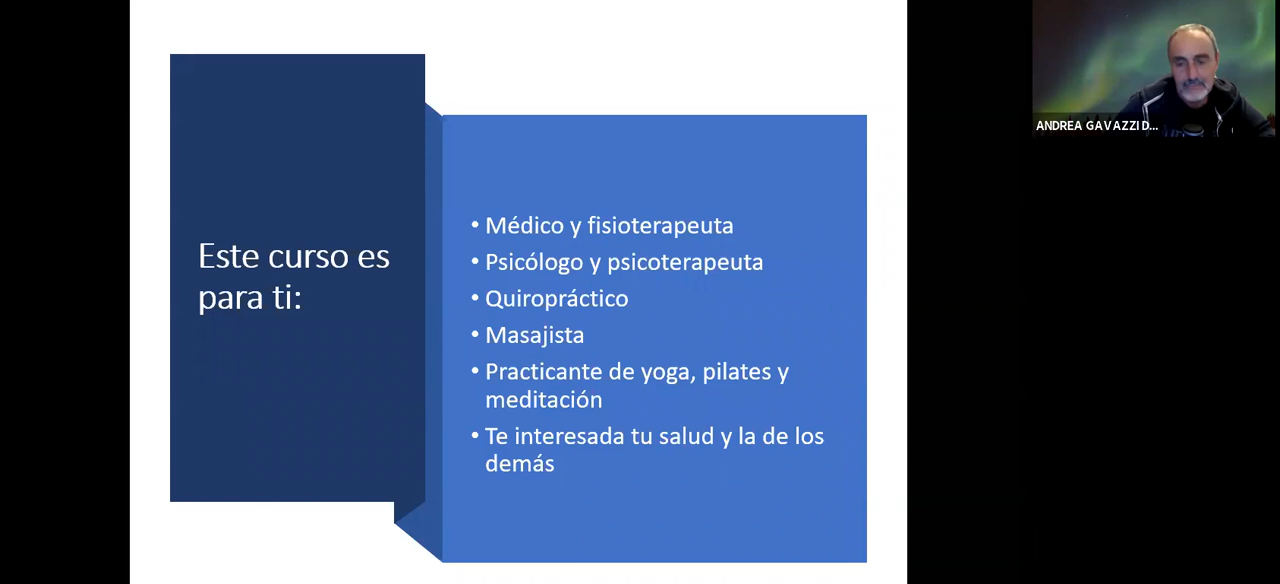 Este curso es
para ti:
• Médico y fisioterapeuta
• Psicólogo y psicoterapeuta
• Quiropráctico
• Masajista
• Practicante de yoga, pilates y
meditación
• Te interesada tu salud y la de los
demás
ANDREA GAVAZZI D...